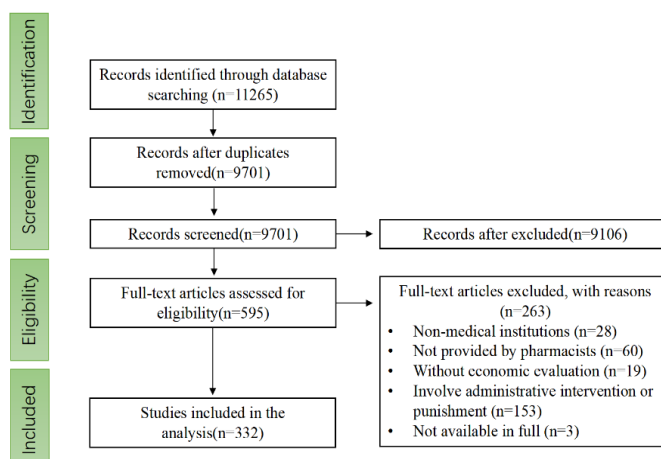 Identification
Records identified through database
searching (n=11265)
Screening
Records after duplicates
removed(n=9701)
Records screened(n=9701)
Records after excluded(n=9106)
Eligibility
Full-text articles assessed for
eligibility(n=595)
Full-text articles excluded, with reasons
(n=263)
• Non-medical institutions (n=28)
• Not provided by pharmacists (n=60)
• Without economic evaluation (n=19)
• Involve administrative intervention or
punishment (n=153)
• Not available in full (n=3)
Included
Studies included in the
analysis(n=332)